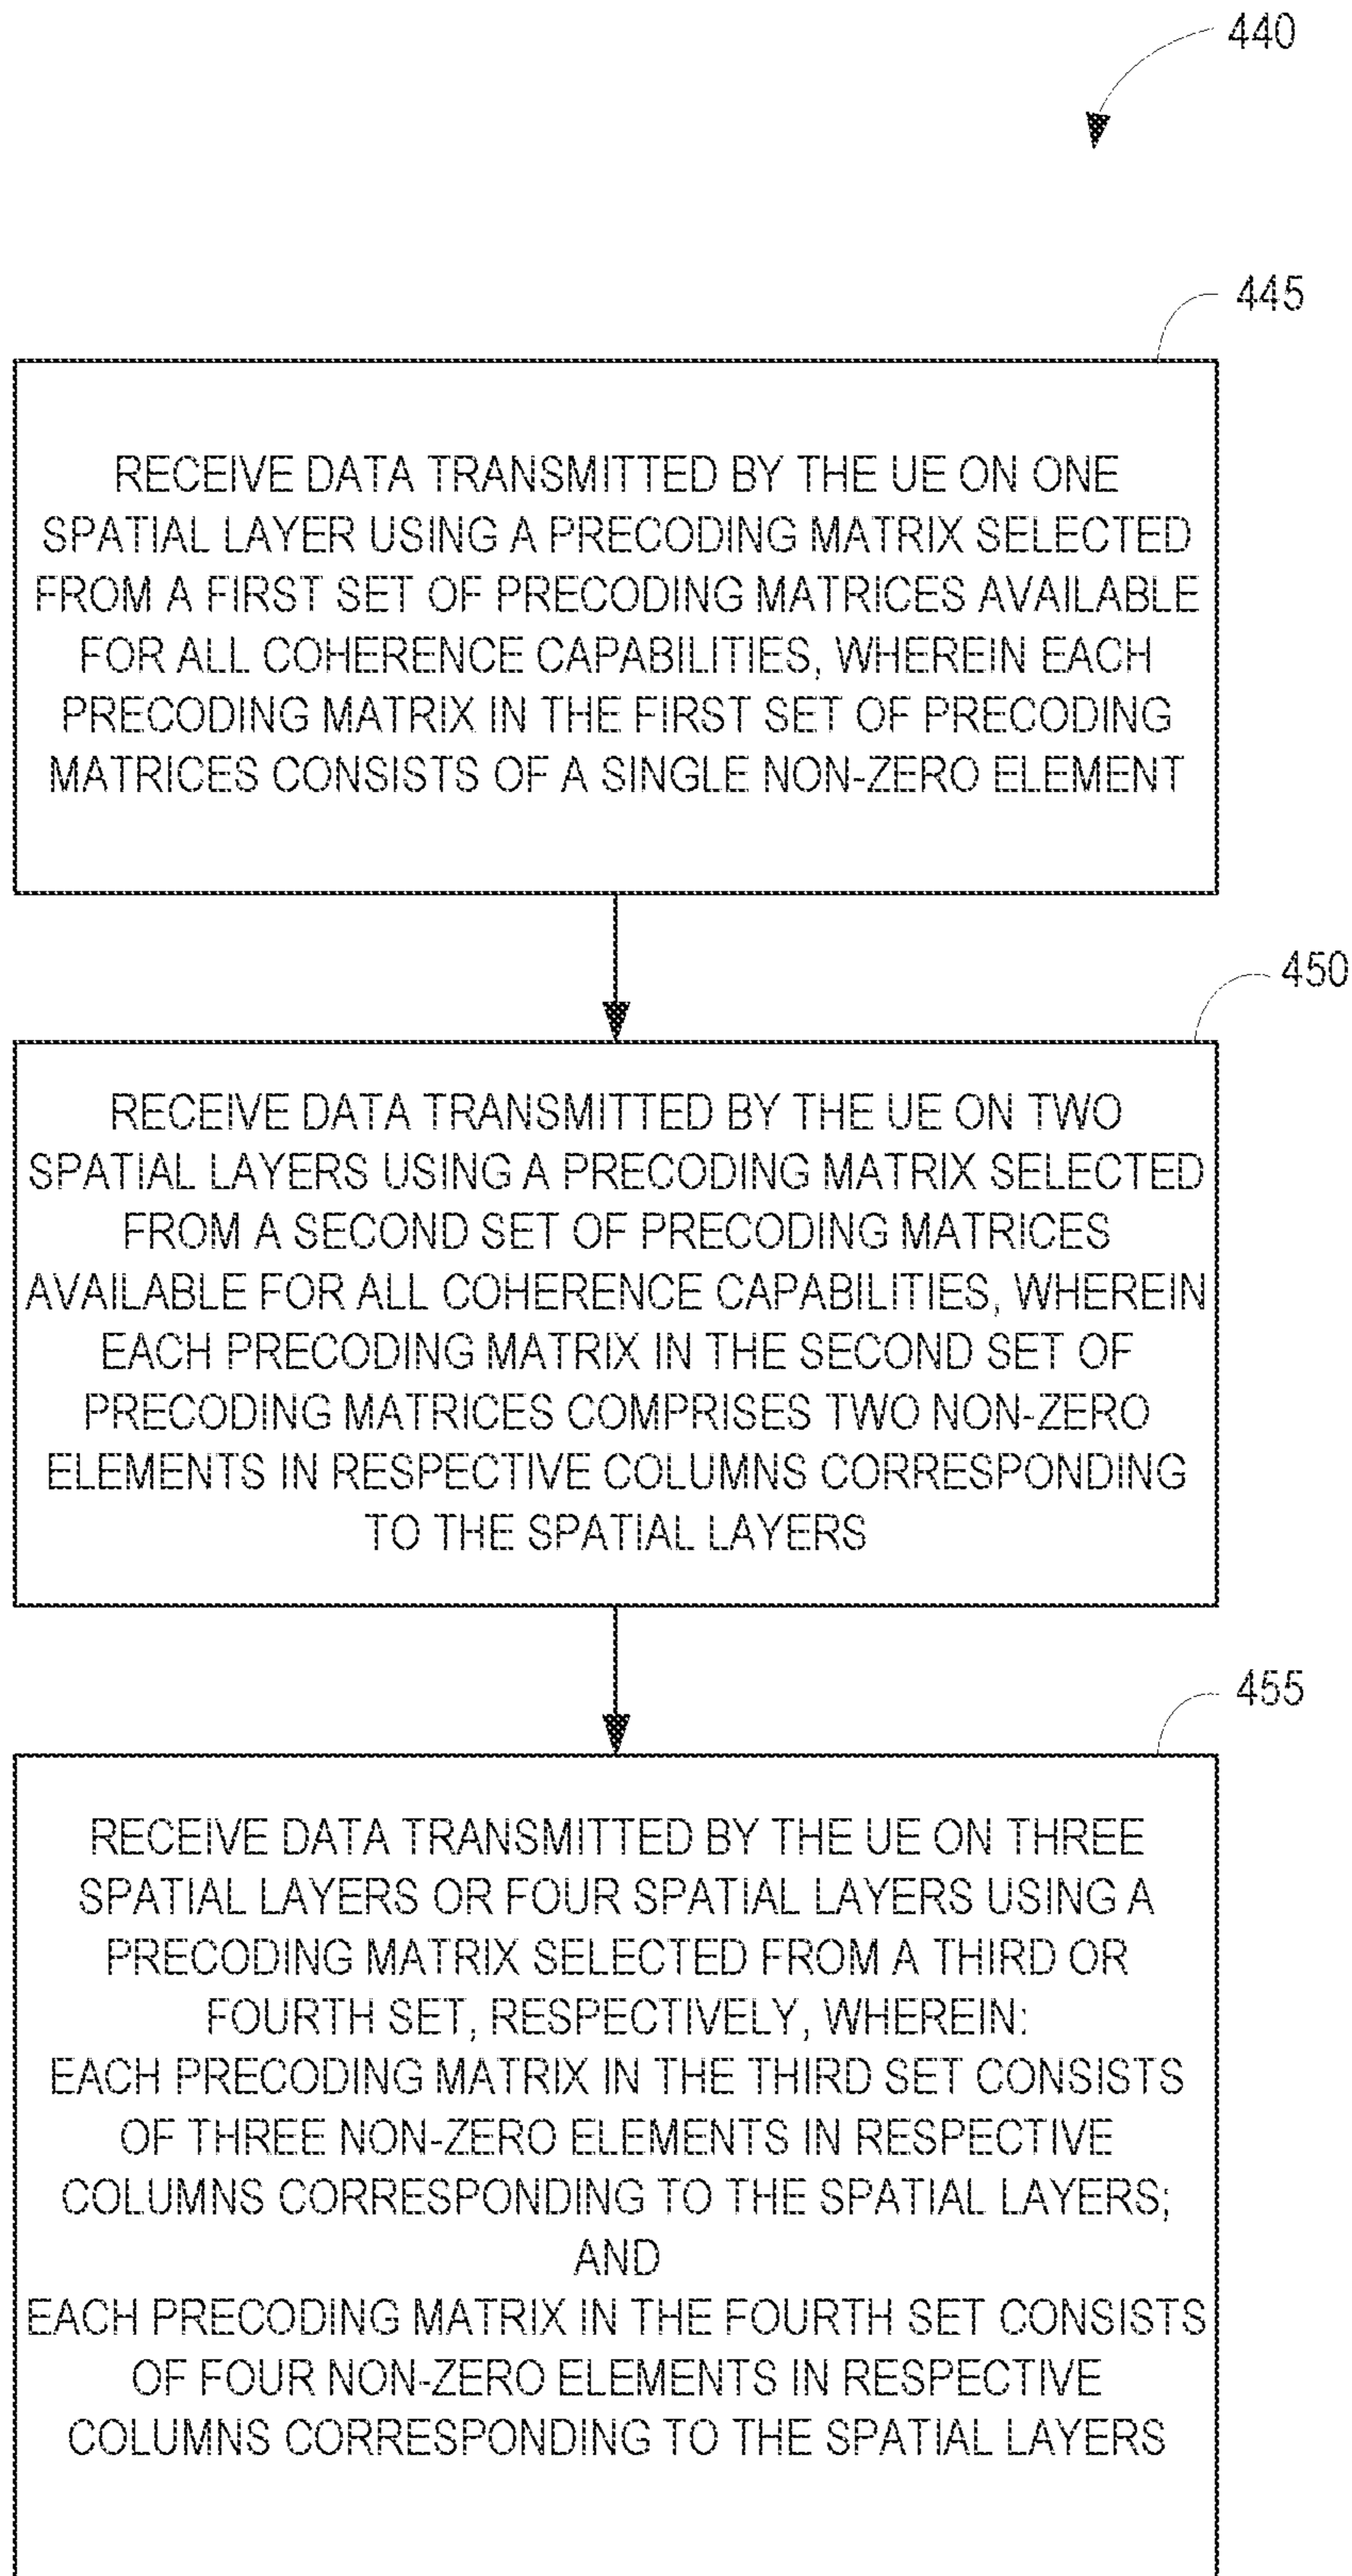 440
445
RECEIVE DATA TRANSMITTED BY THE UE ON ONE
SPATIAL LAYER USING A PRECODING MATRIX SELECTED
FROM A FIRST SET OF PRECODING MATRICES AVAILABLE
FOR ALL COHERENCE CAPABILITIES, WHEREIN EACH
PRECODING MATRIX IN THE FIRST SET OF PRECODING
MATRICES CONSISTS OF A SINGLE NON-ZERO ELEMENT
450
RECEIVE DATA TRANSMITTED BY THE UE ON TWO
SPATIAL LAYERS USING A PRECODING MATRIX SELECTED
FROM A SECOND SET OF PRECODING MATRICES
AVAILABLE FOR ALL COHERENCE CAPABILITIES, WHEREIN
EACH PRECODING MATRIX IN THE SECOND SET OF
PRECODING MATRICES COMPRISES TWO NON-ZERO
ELEMENTS IN RESPECTIVE COLUMNS CORRESPONDING
TO THE SPATIAL LAYERS
455
RECEIVE DATA TRANSMITTED BY THE UE ON THREE
SPATIAL LAYERS OR FOUR SPATIAL LAYERS USING A
PRECODING MATRIX SELECTED FROM A THIRD OR
FOURTH SET, RESPECTIVELY, WHEREIN:
EACH PRECODING MATRIX IN THE THIRD SET CONSISTS
OF THREE NON-ZERO ELEMENTS IN RESPECTIVE
COLUMNS CORRESPONDING TO THE SPATIAL LAYERS;
AND
EACH PRECODING MATRIX IN THE FOURTH SET CONSISTS
OF FOUR NON-ZERO ELEMENTS IN RESPECTIVE
COLUMNS CORRESPONDING TO THE SPATIAL LAYERS